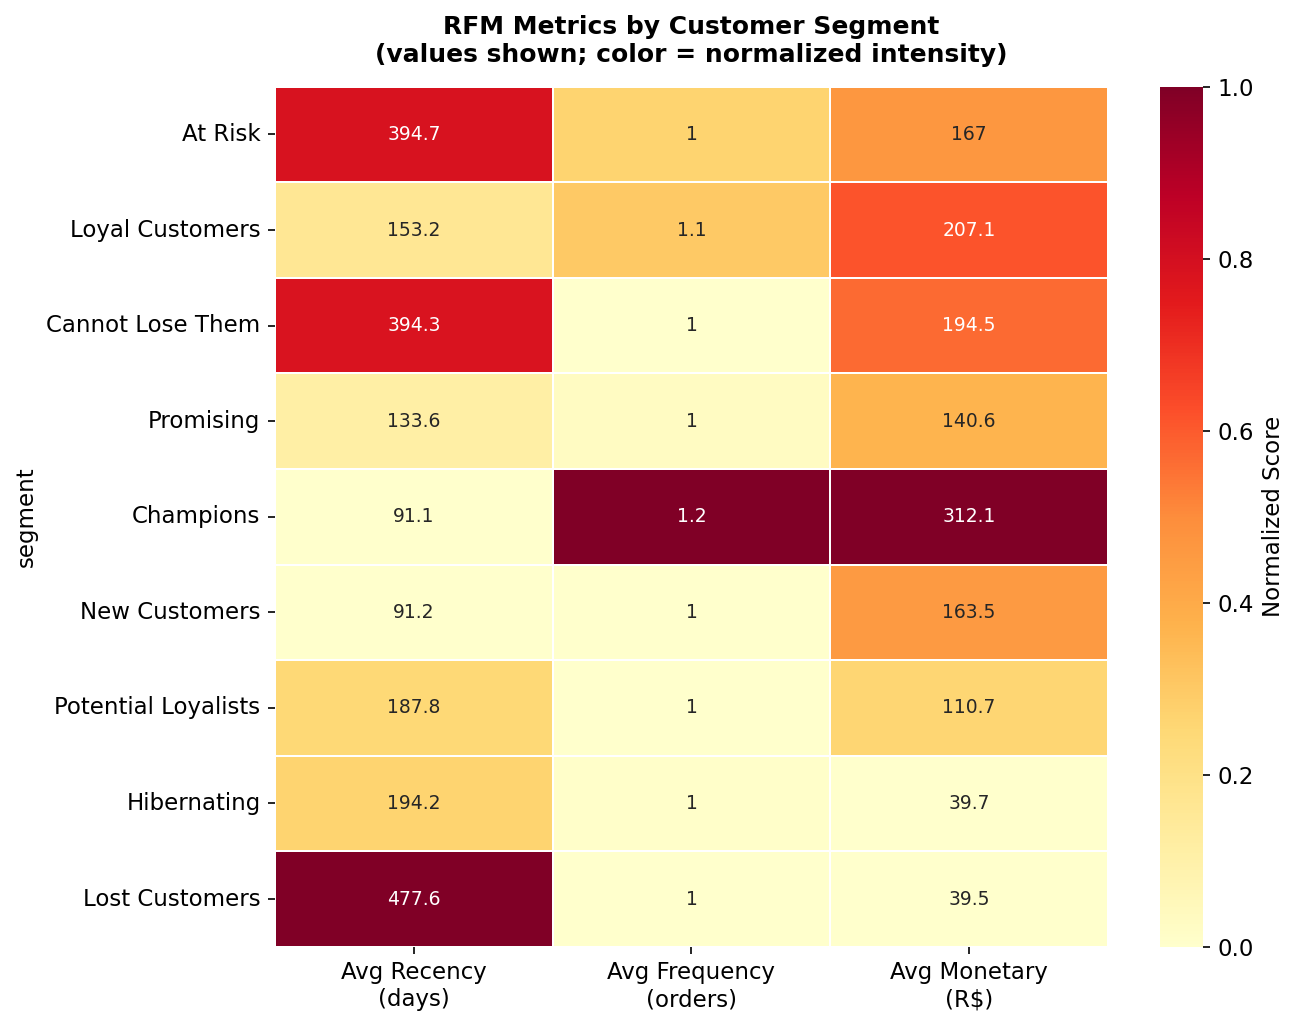 RFM Metrics by Customer Segment
(values shown; color = normalized intensity)
segment
At Risk 394.7 1 167
Loyal Customers 153.2 1.1 207.1
Cannot Lose Them 394.3 1 194.5
Promising 133.6 1 140.6
Champions 91.1 1.2 312.1
New Customers 91.2 1 163.5
Potential Loyalists 187.8 1 110.7
Hibernating 194.2 1 39.7
Lost Customers 477.6 1 39.5
Avg Recency
(days)
Avg Frequency
(orders)
Avg Monetary
(R$)
1.0
0.8
0.6
0.4
0.2
0.0
Normalized Score